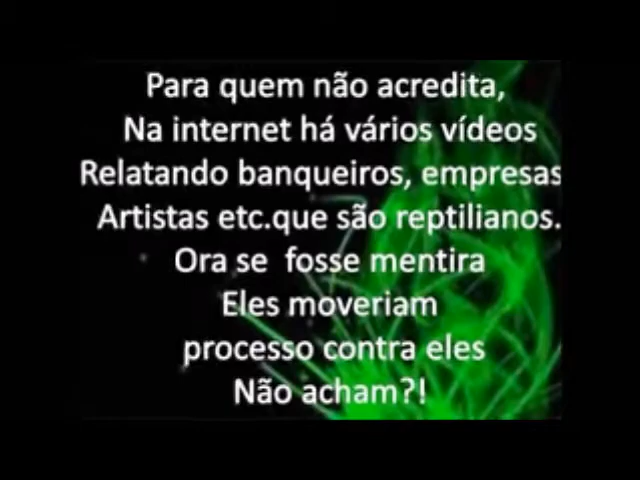 Para quem não acredita,
Na internet há vários vídeos
Relatando banqueiros, empresas
Artistas etc.que são reptilianos.
Ora se fosse mentira
Eles moveriam
processo contra eles
Não acham?!